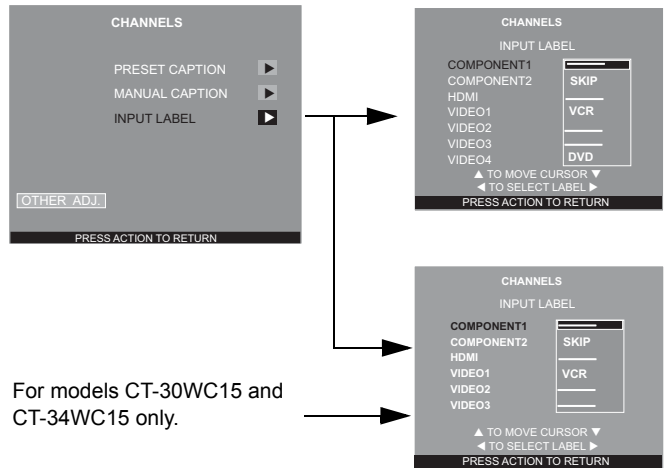 CHANNELS
PRESET CAPTION ▶
MANUAL CAPTION ▶
INPUT LABEL ▶
OTHER ADJ.
PRESS ACTION TO RETURN
CHANNELS
INPUT LABEL
COMPONENT1
COMPONENT2 SKIP
HDMI
VIDEO1 VCR
VIDEO2
VIDEO3
VIDEO4 DVD
▲ TO MOVE CURSOR ▼
◀ TO SELECT LABEL ▶
PRESS ACTION TO RETURN
CHANNELS
INPUT LABEL
COMPONENT1
COMPONENT2 SKIP
HDMI
VIDEO1 VCR
VIDEO2
VIDEO3
▲ TO MOVE CURSOR ▼
◀ TO SELECT LABEL ▶
PRESS ACTION TO RETURN
For models CT-30WC15 and
CT-34WC15 only.